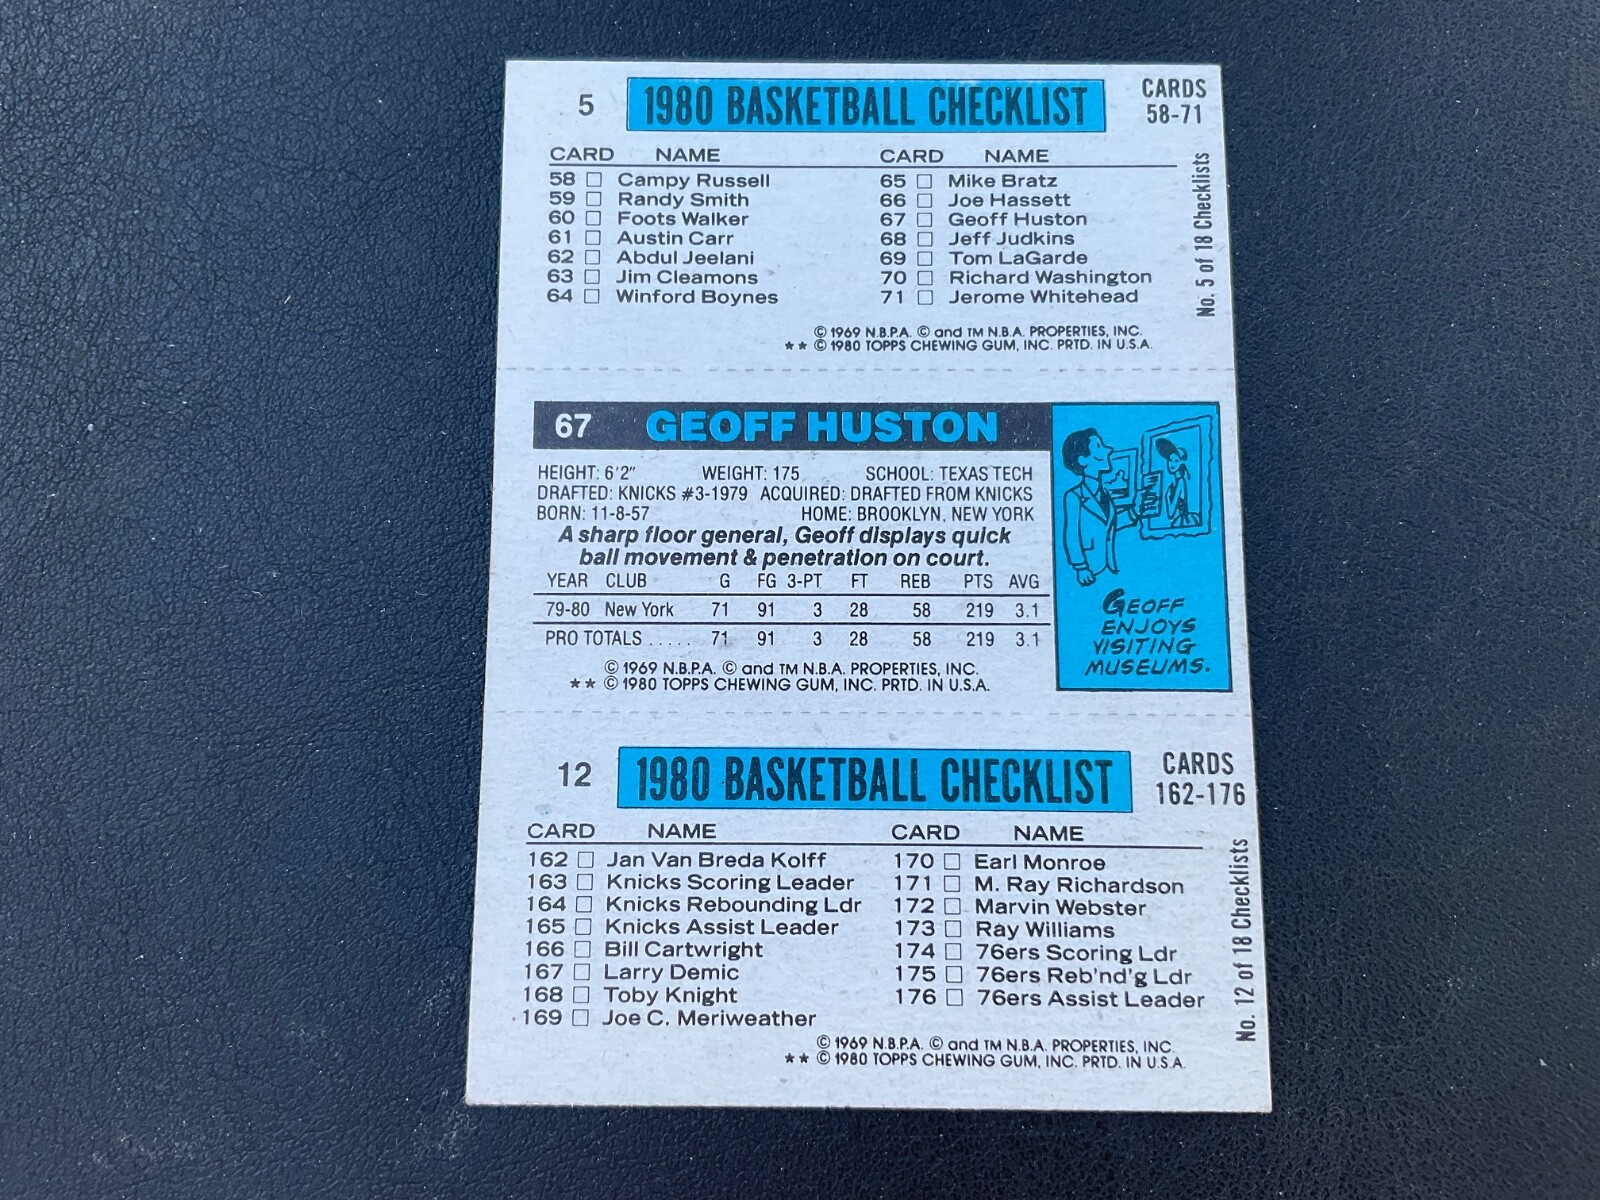 5 1980 BASKETBALL CHECKLIST CARDS 58-71
CARD NAME CARD NAME
58 □ Campy Russell 65 □ Mike Bratz
59 □ Randy Smith 66 □ Joe Hassett
60 □ Foots Walker 67 □ Geoff Huston
61 □ Austin Carr 68 □ Jeff Judkins
62 □ Abdul Jeelani 69 □ Tom LaGarde
63 □ Jim Cleamons 70 □ Richard Washington
64 □ Winford Boynes 71 □ Jerome Whitehead
No. 5 of 18 Checklists
© 1969 N.B.P.A. © and TM N.B.A. PROPERTIES, INC.
** © 1980 TOPPS CHEWING GUM, INC. PRTD. IN U.S.A.
67 GEOFF HUSTON
HEIGHT: 6'2" WEIGHT: 175 SCHOOL: TEXAS TECH
DRAFTED: KNICKS #3-1979 ACQUIRED: DRAFTED FROM KNICKS
BORN: 11-8-57 HOME: BROOKLYN, NEW YORK
A sharp floor general, Geoff displays quick
ball movement & penetration on court.
YEAR CLUB G FG 3-PT FT REB PTS AVG
79-80 New York 71 91 3 28 58 219 3.1
PRO TOTALS ..... 71 91 3 28 58 219 3.1
© 1969 N.B.P.A. © and TM N.B.A. PROPERTIES, INC.
** © 1980 TOPPS CHEWING GUM, INC. PRTD. IN U.S.A.
GEOFF
ENJOYS
VISITING
MUSEUMS.
12 1980 BASKETBALL CHECKLIST CARDS 162-176
CARD NAME CARD NAME
162 □ Jan Van Breda Kolff 170 □ Earl Monroe
163 □ Knicks Scoring Leader 171 □ M. Ray Richardson
164 □ Knicks Rebounding Ldr 172 □ Marvin Webster
165 □ Knicks Assist Leader 173 □ Ray Williams
166 □ Bill Cartwright 174 □ 76ers Scoring Ldr
167 □ Larry Demic 175 □ 76ers Reb'nd'g Ldr
168 □ Toby Knight 176 □ 76ers Assist Leader
169 □ Joe C. Meriweather
No. 12 of 18 Checklists
© 1969 N.B.P.A. © and TM N.B.A. PROPERTIES, INC.
** © 1980 TOPPS CHEWING GUM, INC. PRTD. IN U.S.A.